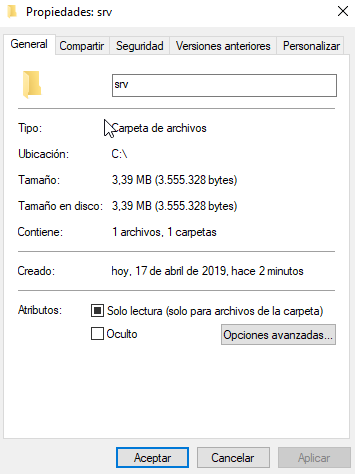 Propiedades: srv
General Compartir Seguridad Versiones anteriores Personalizar
srv
Tipo: Carpeta de archivos
Ubicación: C:\
Tamaño: 3,39 MB (3.555.328 bytes)
Tamaño en disco: 3,39 MB (3.555.328 bytes)
Contiene: 1 archivos, 1 carpetas
Creado: hoy, 17 de abril de 2019, hace 2 minutos
Atributos: Solo lectura (solo para archivos de la carpeta)
Oculto Opciones avanzadas...
Aceptar Cancelar Aplicar